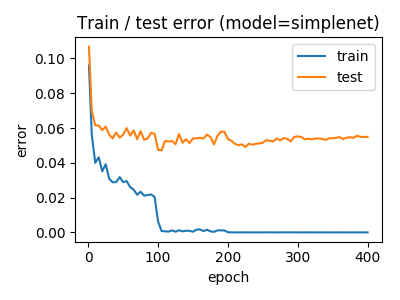 Train / test error (model=simplenet)
train
test
error
0.10
0.08
0.06
0.04
0.02
0.00
0 100 200 300 400
epoch